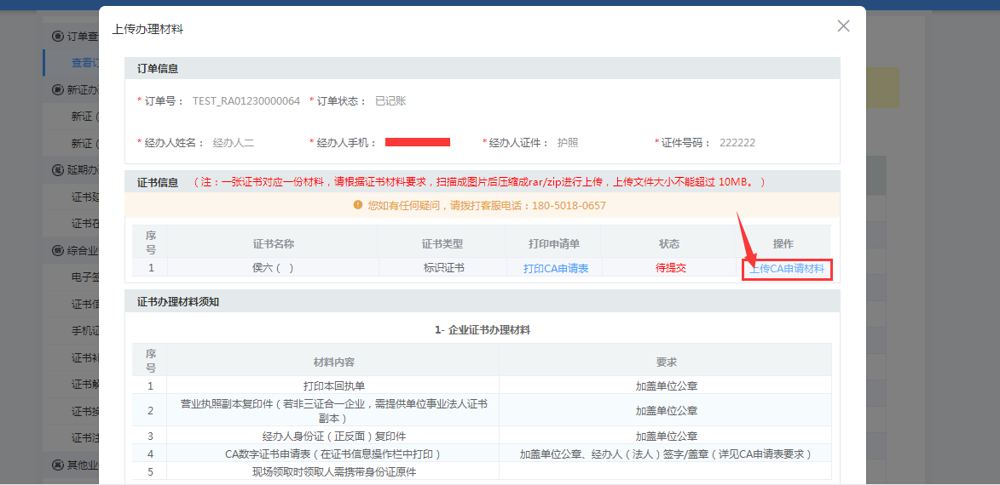 上传办理材料
订单查
查看订
新证办
新证（
新证（
延期办
证书延
证书在
综合业
电子签
证书信
手机证
证书补
证书解
证书换
证书注
其他业
订单信息
* 订单号： TEST_RA01230000064 * 订单状态： 已记账
* 经办人姓名： 经办人二 * 经办人手机： * 经办人证件： 护照 * 证件号码： 222222
证书信息 （注：一张证书对应一份材料，请根据证书材料要求，扫描成图片后压缩成rar/zip进行上传，上传文件大小不能超过 10MB。）
您如有任何疑问，请拨打客服电话：180-5018-0657
序号 证书名称 证书类型 打印申请单 状态 操作
1 侯六（ ） 标识证书 打印CA申请表 待提交 上传CA申请材料
证书办理材料须知
1- 企业证书办理材料
序号 材料内容 要求
1 打印本回执单 加盖单位公章
2 营业执照副本复印件（若非三证合一企业，需提供单位事业法人证书
副本） 加盖单位公章
3 经办人身份证（正反面）复印件 加盖单位公章
4 CA数字证书申请表（在证书信息操作栏中打印） 加盖单位公章、经办人（法人）签字/盖章（详见CA申请表要求）
5 现场领取时领取人需携带身份证原件